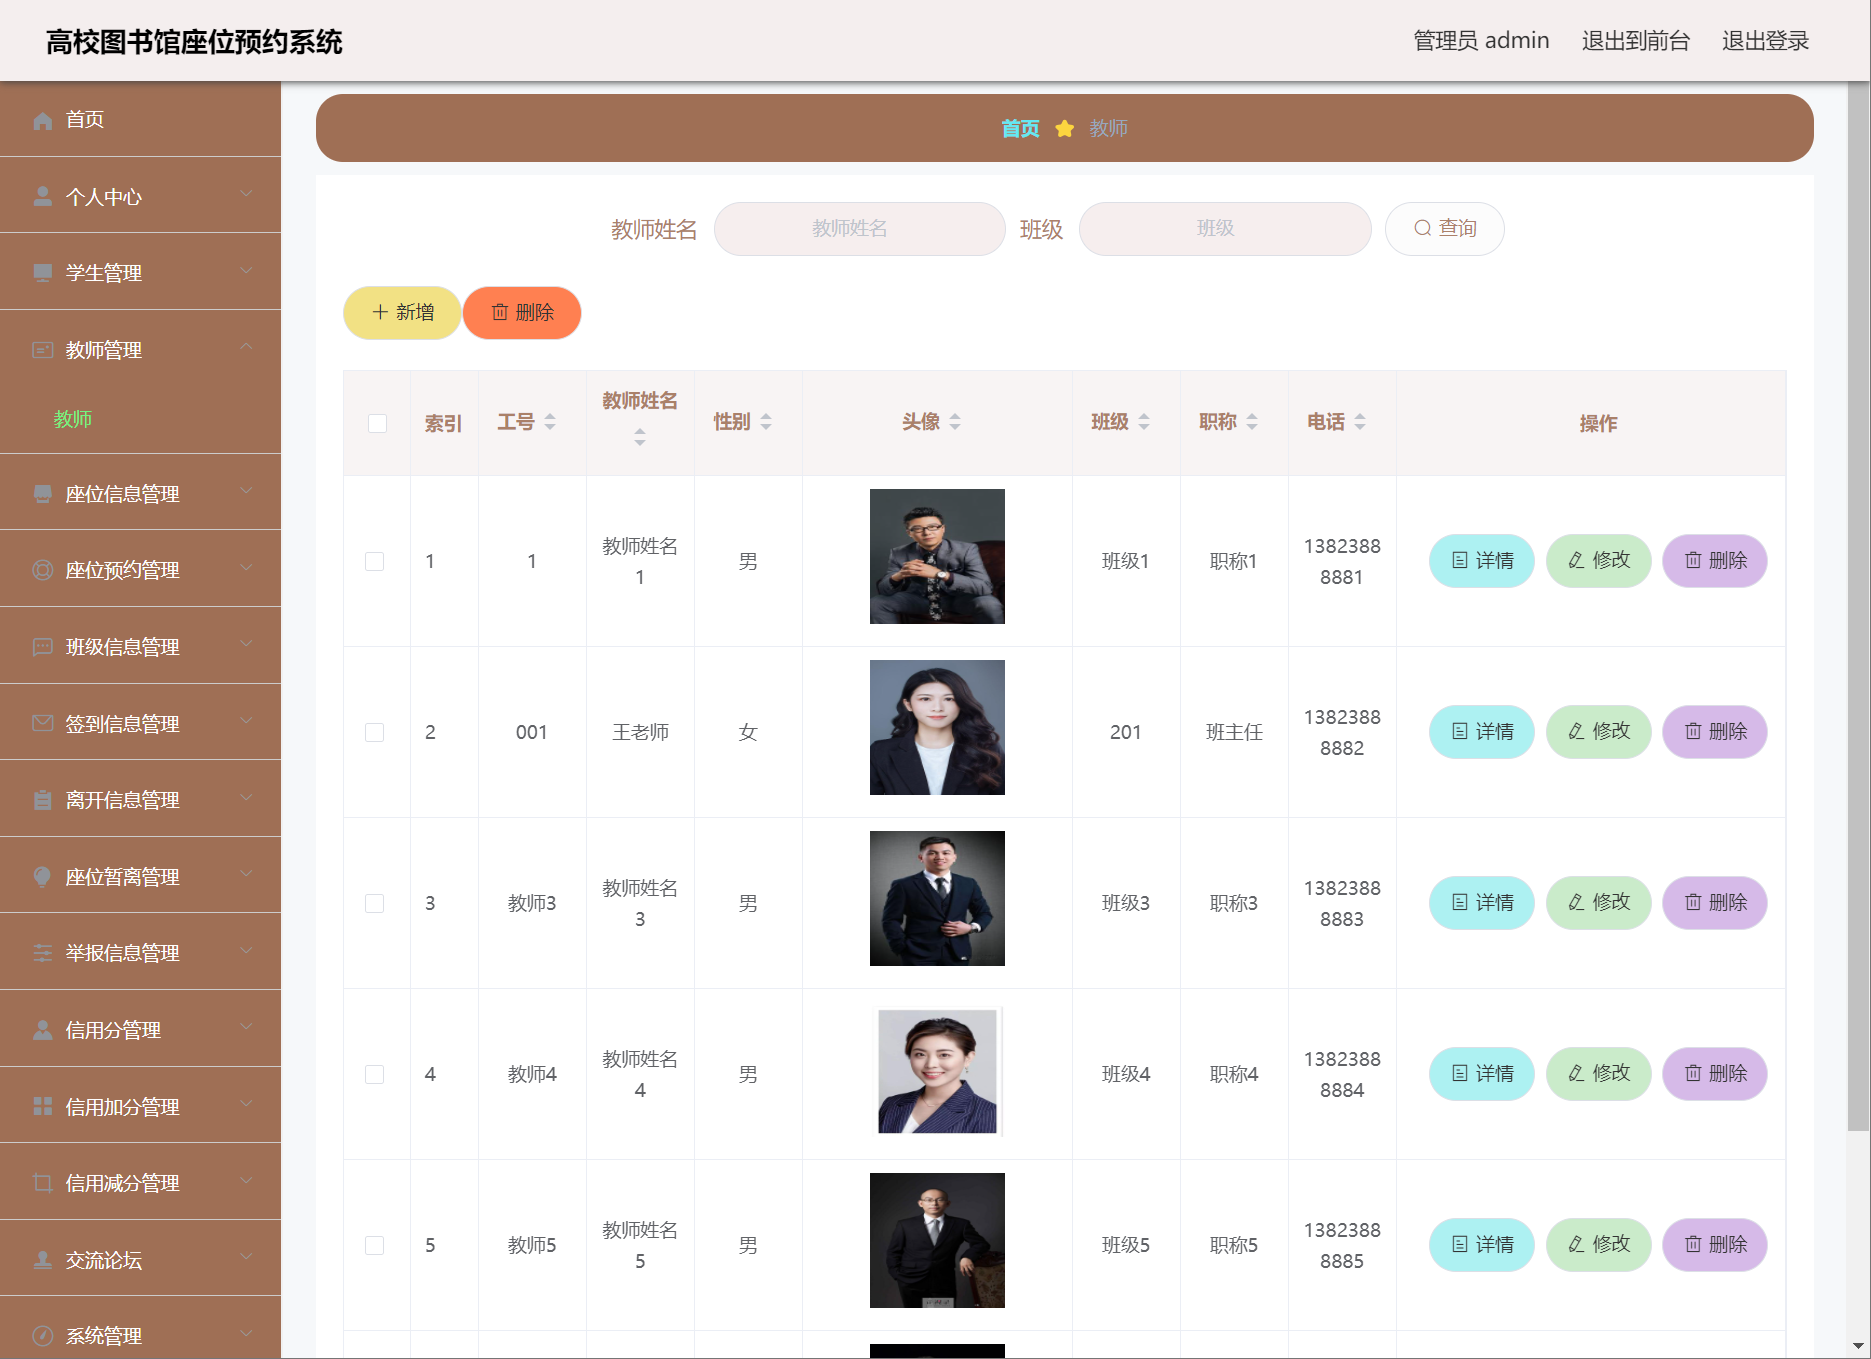 高校图书馆座位预约系统
管理员 admin 退出到前台 退出登录
首页
个人中心
学生管理
教师管理
教师
座位信息管理
座位预约管理
班级信息管理
签到信息管理
离开信息管理
座位暂离管理
举报信息管理
信用分管理
信用加分管理
信用减分管理
交流论坛
系统管理
首页 教师
教师姓名 教师姓名 班级 班级 查询
新增 删除
索引 工号 教师姓名 性别 头像 班级 职称 电话 操作
1 1 教师姓名1 男 班级1 职称1 13823888881 详情 修改 删除
2 001 王老师 女 201 班主任 13823888882 详情 修改 删除
3 教师3 教师姓名3 男 班级3 职称3 13823888883 详情 修改 删除
4 教师4 教师姓名4 男 班级4 职称4 13823888884 详情 修改 删除
5 教师5 教师姓名5 男 班级5 职称5 13823888885 详情 修改 删除